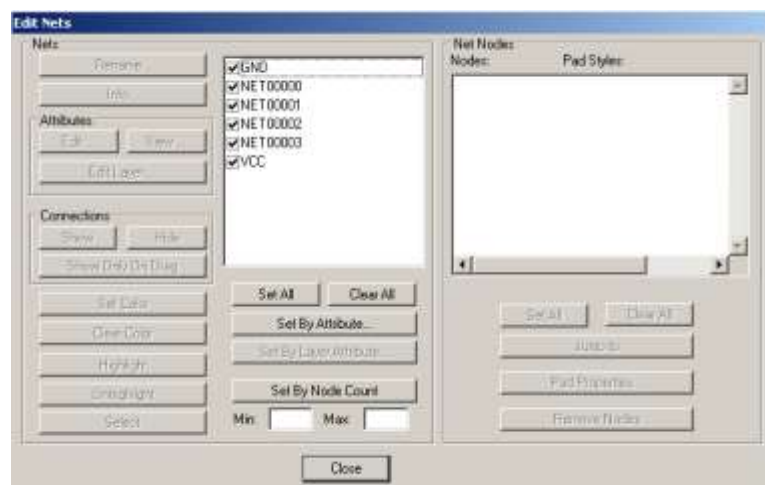 Edit Nets
Nets
Rename
Info
Attributes
Edit View
Edit Layer
Connections
Show Hide
Show Only On Drag
Set Color
Clear Color
Highlight
Unhighlight
Select
GND
NET00000
NET00001
NET00002
NET00003
VCC
Set All Clear All
Set By Attribute...
Set By Layer Attribute...
Set By Node Count
Min: Max:
Net Nodes
Nodes: Pad Styles:
Set All Clear All
Jump to
Pad Properties
Remove Nodes
Close